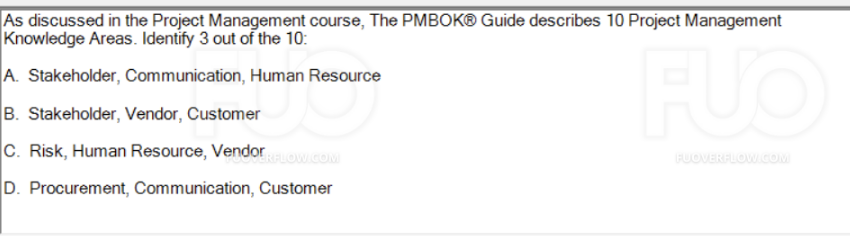 As discussed in the Project Management course, The PMBOK® Guide describes 10 Project Management
Knowledge Areas. Identify 3 out of the 10:
A. Stakeholder, Communication, Human Resource
B. Stakeholder, Vendor, Customer
C. Risk, Human Resource, Vendor
D. Procurement, Communication, Customer
FUO
FUOVERFLOW.COM
FUO
FUOVERFLOW.COM